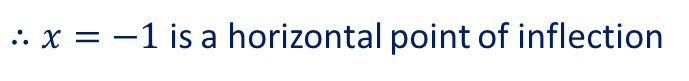 ∴ 𝑥 = −1 is a horizontal point of inflection